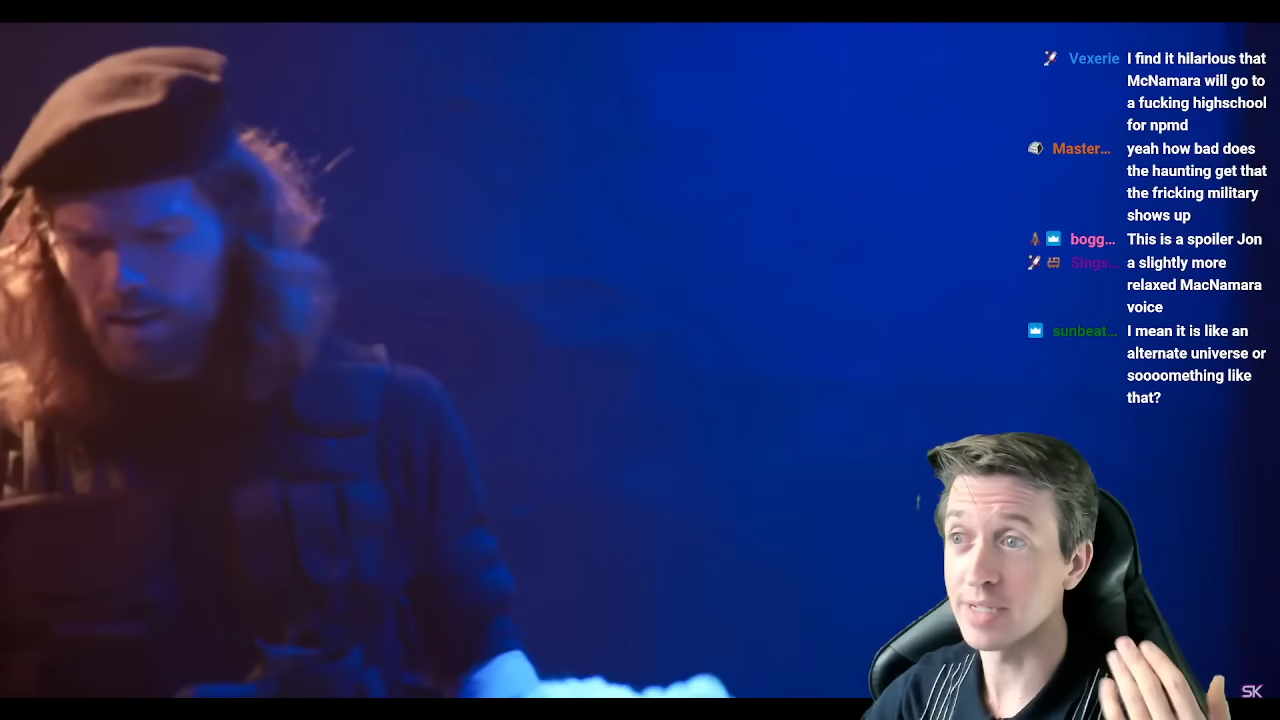 Vexerie I find it hilarious that
McNamara will go to
a fucking highschool
for npmd
Master... yeah how bad does
the haunting get that
the fricking military
shows up
bogg... This is a spoiler Jon
Sings... a slightly more
relaxed MacNamara
voice
sunbeat... I mean it is like an
alternate universe or
soooomething like
that?
SK